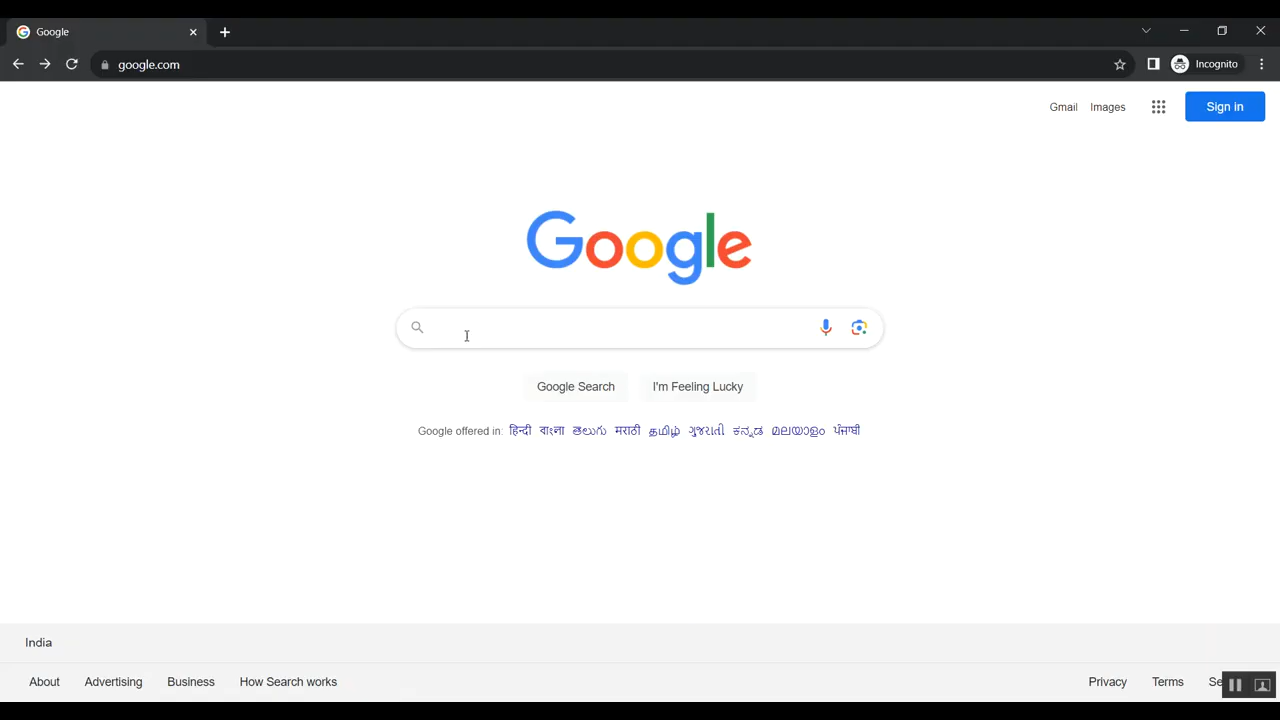 Google
google.com
Incognito
Gmail Images
Sign in
Google
Google Search I'm Feeling Lucky
Google offered in: हिन्दी বাংলা తెలుగు मराठी தமிழ் ગુજરાતી ಕನ್ನಡ മലയാളം ਪੰਜਾਬੀ
India
About Advertising Business How Search works Privacy Terms